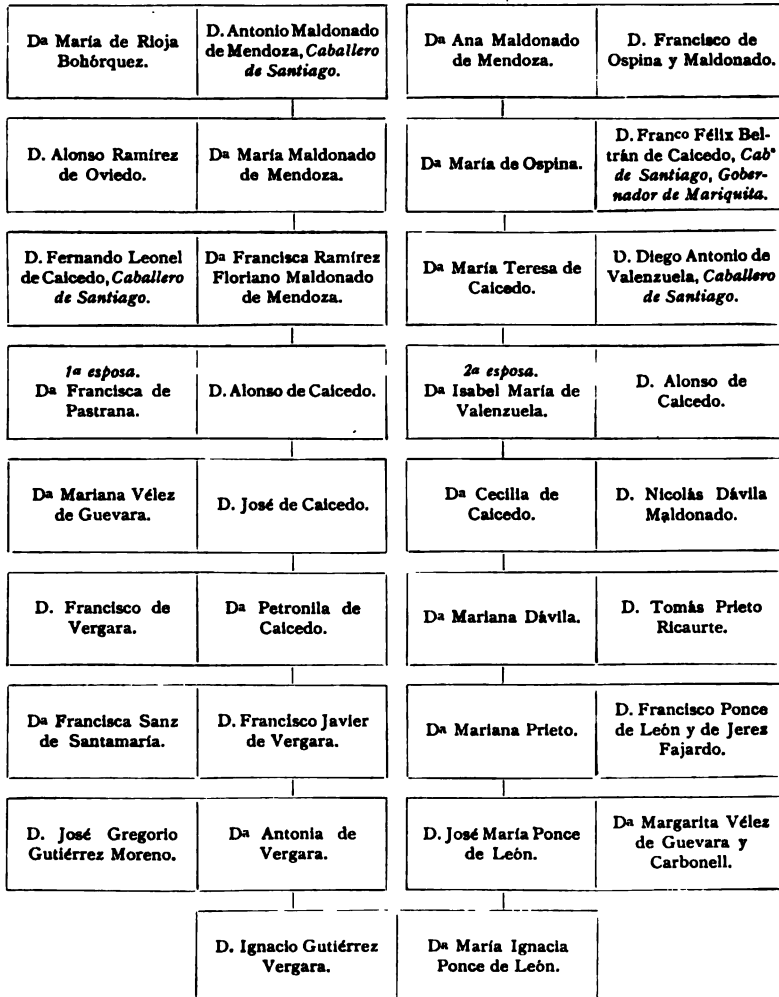 Dª María de Rioja
Bohórquez.
D. Antonio Maldonado
de Mendoza, Caballero
de Santiago.
Dª Ana Maldonado
de Mendoza.
D. Francisco de
Ospina y Maldonado.
D. Alonso Ramírez
de Oviedo.
Dª María Maldonado
de Mendoza.
Dª María de Ospina.
D. Franco Félix Bel-
trán de Caicedo, Cabº
de Santiago, Gober-
nador de Mariquita.
D. Fernando Leonel
de Caicedo, Caballero
de Santiago.
Dª Francisca Ramírez
Floriano Maldonado
de Mendoza.
Dª María Teresa de
Caicedo.
D. Diego Antonio de
Valenzuela, Caballero
de Santiago.
1ª esposa.
Dª Francisca de
Pastrana.
D. Alonso de Caicedo.
2ª esposa.
Dª Isabel María de
Valenzuela.
D. Alonso de
Caicedo.
Dª Mariana Vélez
de Guevara.
D. José de Caicedo.
Dª Cecilia de
Caicedo.
D. Nicolás Dávila
Maldonado.
D. Francisco de
Vergara.
Dª Petronila de
Caicedo.
Dª Mariana Dávila.
D. Tomás Prieto
Ricaurte.
Dª Francisca Sanz
de Santamaría.
D. Francisco Javier
de Vergara.
Dª Mariana Prieto.
D. Francisco Ponce
de León y de Jerez
Fajardo.
D. José Gregorio
Gutiérrez Moreno.
Dª Antonia de
Vergara.
D. José María Ponce
de León.
Dª Margarita Vélez
de Guevara y
Carbonell.
D. Ignacio Gutiérrez
Vergara.
Dª María Ignacia
Ponce de León.